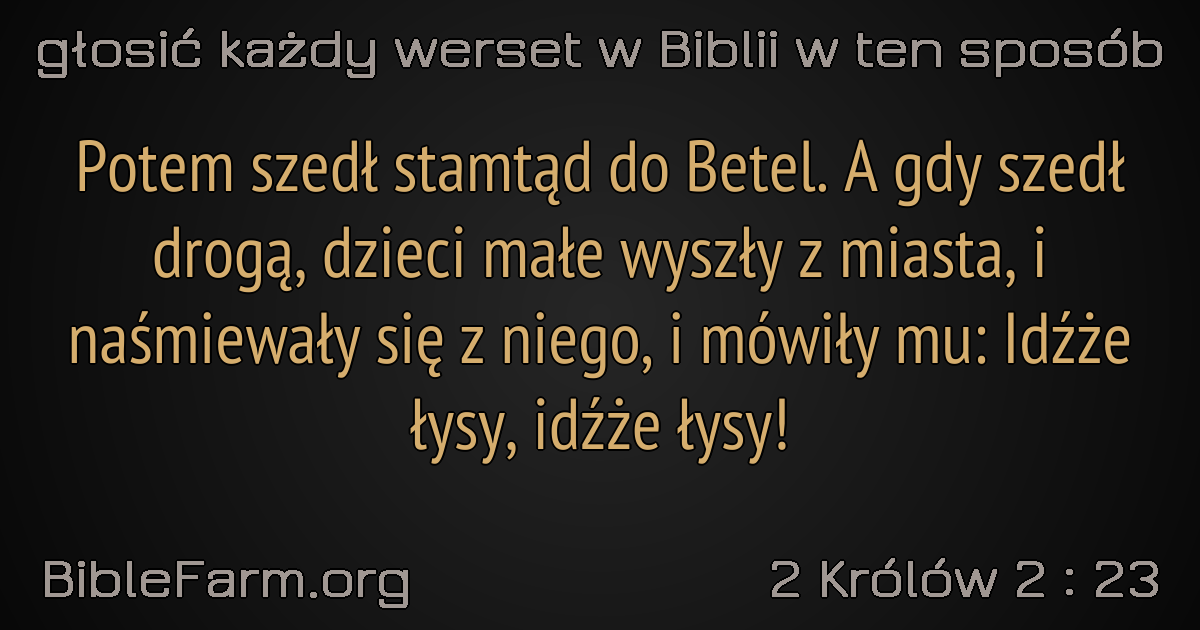 głosić każdy werset w Biblii w ten sposób
Potem szedł stamtąd do Betel. A gdy szedł
drogą, dzieci małe wyszły z miasta, i
naśmiewały się z niego, i mówiły mu: Idźże
łysy, idźże łysy!
BibleFarm.org
2 Królów 2 : 23